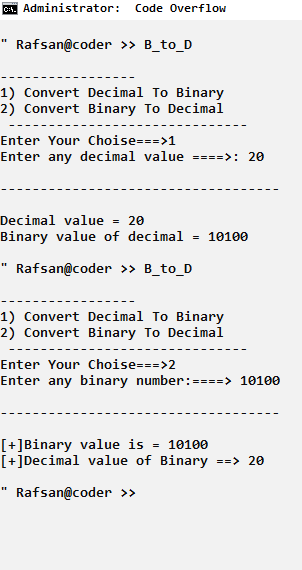 Administrator: Code Overflow
" Rafsan@coder >> B_to_D
-----------------
1) Convert Decimal To Binary
2) Convert Binary To Decimal
------------------------------
Enter Your Choise===>1
Enter any decimal value ====>: 20
-----------------------------------
Decimal value = 20
Binary value of decimal = 10100
" Rafsan@coder >> B_to_D
-----------------
1) Convert Decimal To Binary
2) Convert Binary To Decimal
------------------------------
Enter Your Choise===>2
Enter any binary number:====> 10100
-----------------------------------
[+]Binary value is = 10100
[+]Decimal value of Binary ==> 20
" Rafsan@coder >>